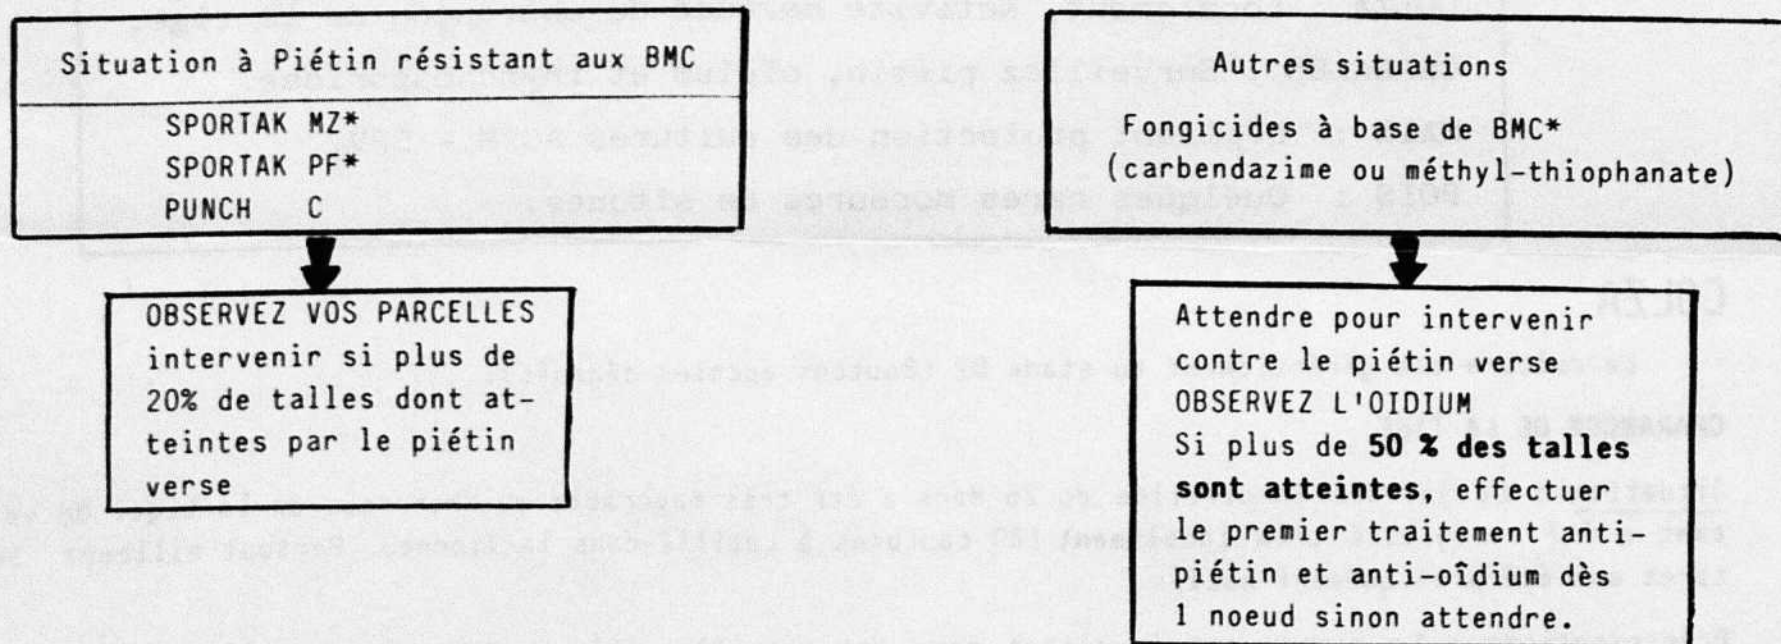 Situation à Piétin résistant aux BMC
SPORTAK MZ*
SPORTAK PF*
PUNCH C
OBSERVEZ VOS PARCELLES
intervenir si plus de
20% de talles dont at-
teintes par le piétin
verse
Autres situations
Fongicides à base de BMC*
(carbendazime ou méthyl-thiophanate)
Attendre pour intervenir
contre le piétin verse
OBSERVEZ L'OIDIUM
Si plus de 50 % des talles
sont atteintes, effectuer
le premier traitement anti-
piétin et anti-oîdium dès
1 noeud sinon attendre.